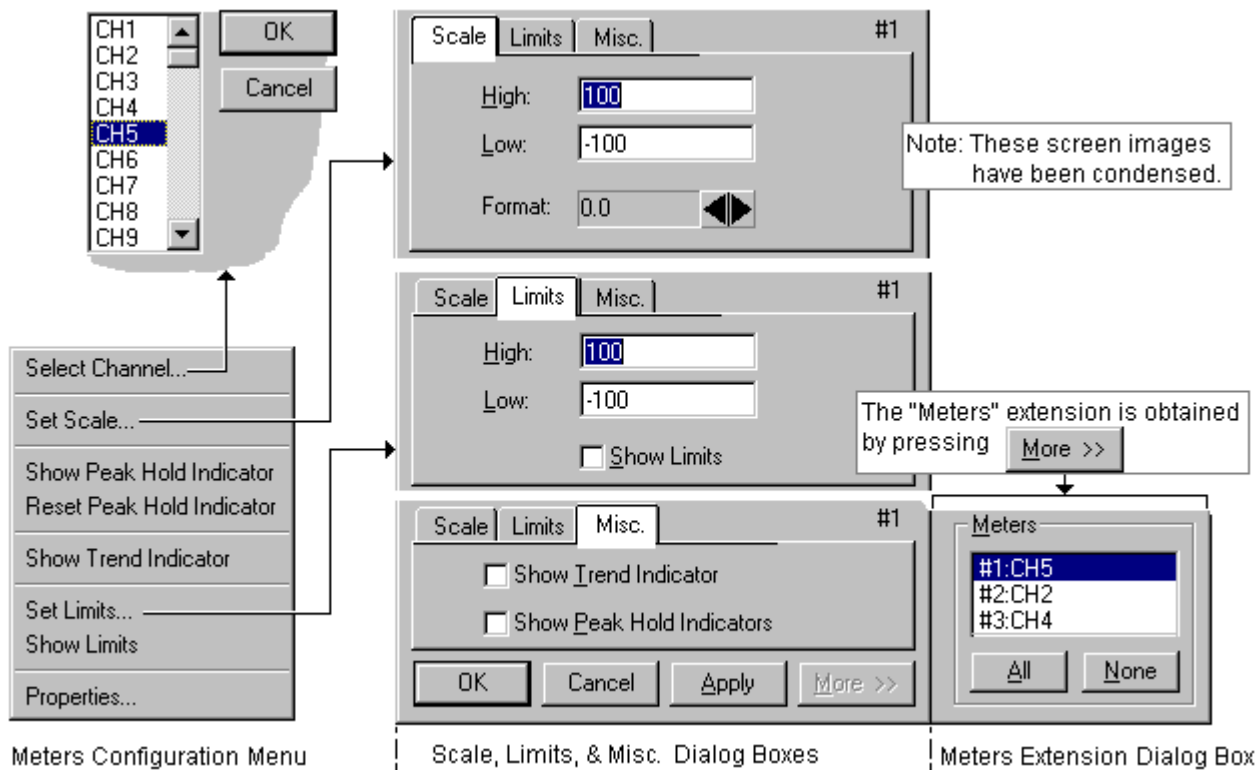 CH1
CH2
CH3
CH4
CH5
CH6
CH7
CH8
CH9
OK
Cancel
Scale Limits Misc. #1
High: 100
Low: -100
Format: 0.0
Note: These screen images
have been condensed.
Scale Limits Misc. #1
High: 100
Low: -100
Show Limits
Select Channel...
Set Scale...
Show Peak Hold Indicator
Reset Peak Hold Indicator
Show Trend Indicator
Set Limits...
Show Limits
Properties...
The "Meters" extension is obtained
by pressing More >>
Scale Limits Misc. #1
Show Trend Indicator
Show Peak Hold Indicators
OK Cancel Apply More >>
Meters
#1:CH5
#2:CH2
#3:CH4
All None
Meters Configuration Menu
Scale, Limits, & Misc. Dialog Boxes
Meters Extension Dialog Box